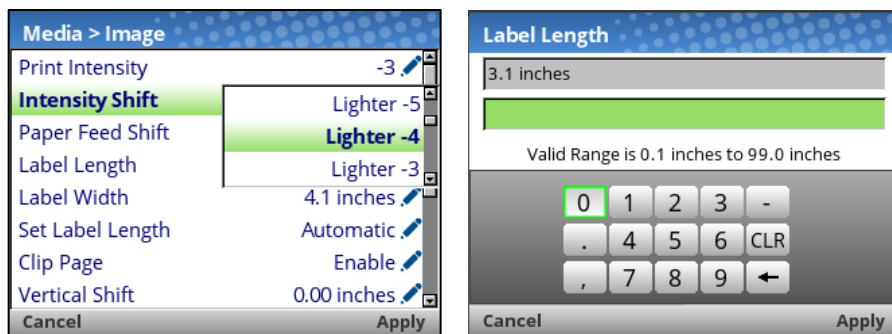 Media > Image
Print Intensity -3
Intensity Shift
Lighter -5
Paper Feed Shift
Lighter -4
Label Length
Lighter -3
Label Width 4.1 inches
Set Label Length Automatic
Clip Page Enable
Vertical Shift 0.00 inches
Cancel Apply
Label Length
3.1 inches
Valid Range is 0.1 inches to 99.0 inches
0 1 2 3 -
. 4 5 6 CLR
, 7 8 9 ←
Cancel Apply